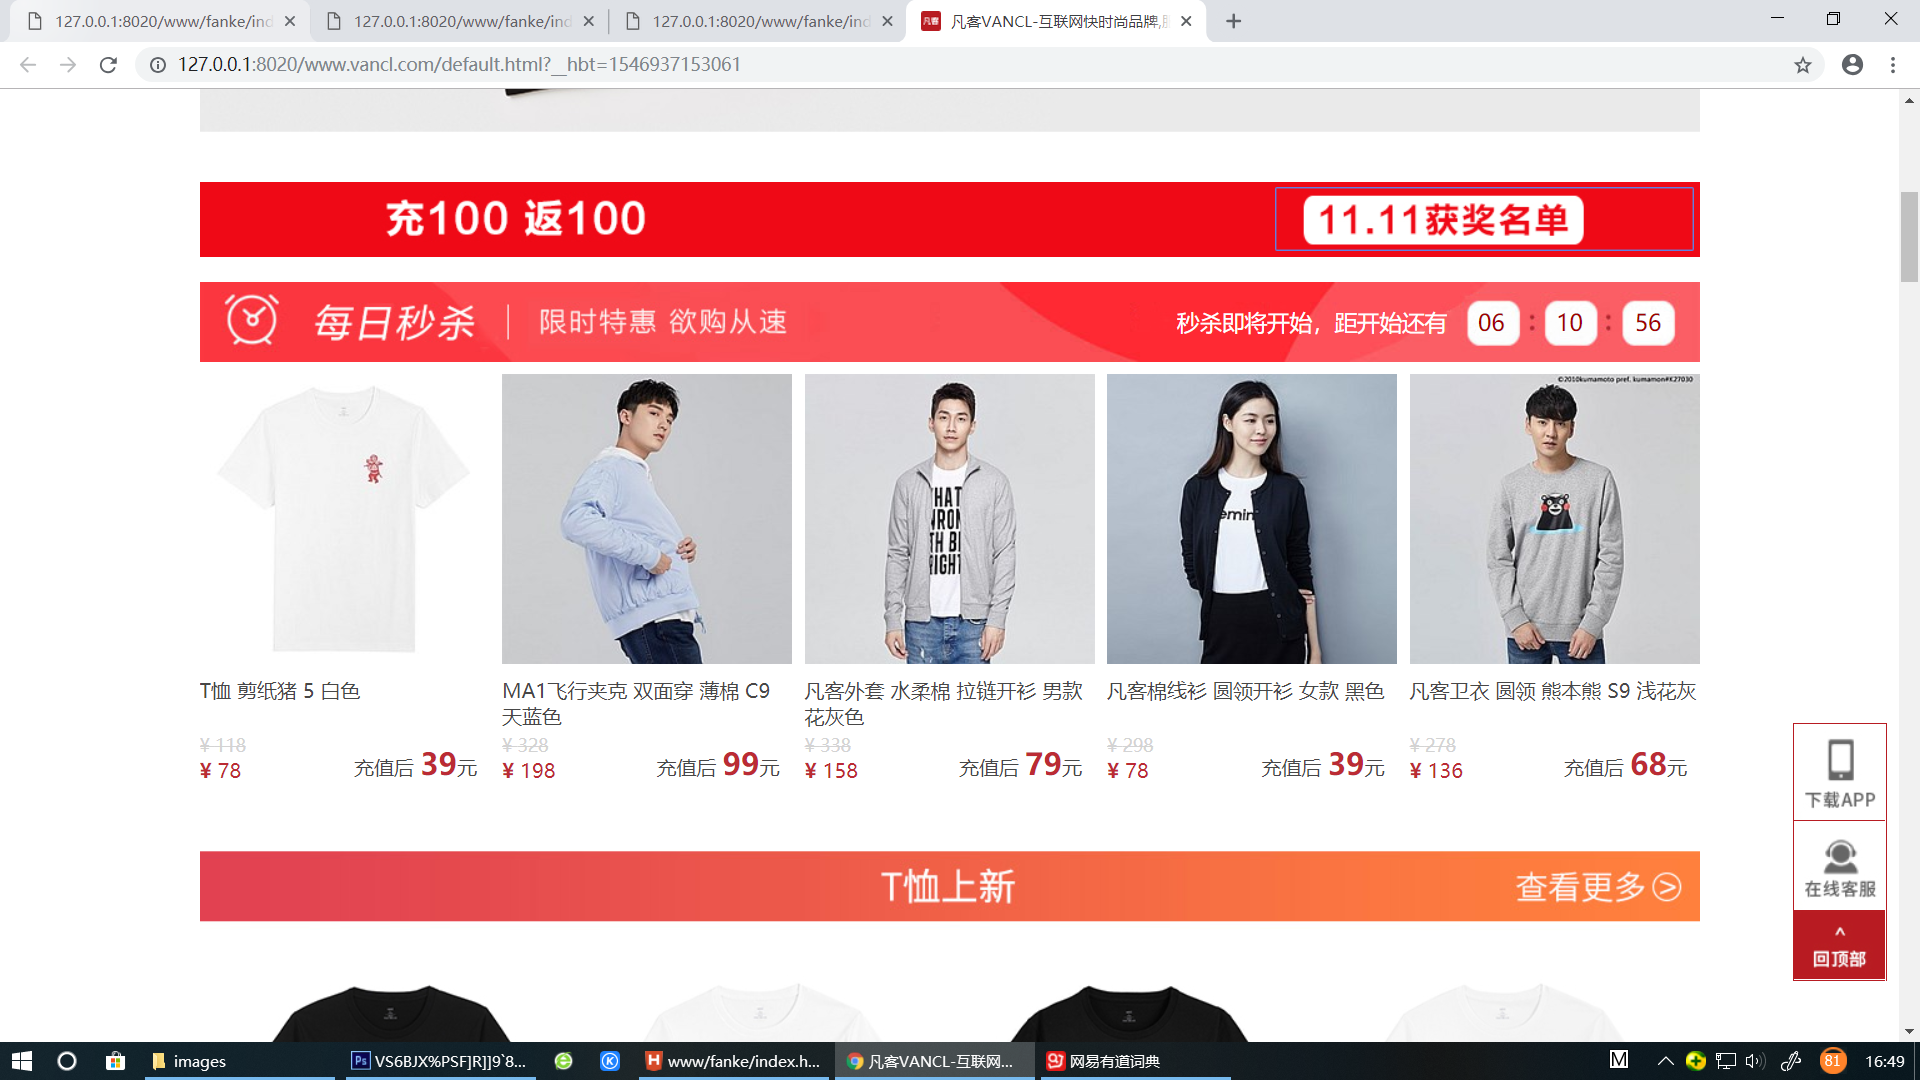 127.0.0.1:8020/www/fanke/ind
127.0.0.1:8020/www/fanke/ind
127.0.0.1:8020/www/fanke/ind
凡客VANCL-互联网快时尚品牌,
127.0.0.1:8020/www.vancl.com/default.html?__hbt=1546937153061
充100 返100
11.11获奖名单
每日秒杀
限时特惠 欲购从速
秒杀即将开始，距开始还有 06 : 10 : 56
©2010kumamoto pref. kumamon#K27030
HAT
WRON
TH BE
RIGHT
emini
T恤 剪纸猪 5 白色
¥ 118
¥ 78
充值后 39元
MA1飞行夹克 双面穿 薄棉 C9
天蓝色
¥ 328
¥ 198
充值后 99元
凡客外套 水柔棉 拉链开衫 男款
花灰色
¥ 338
¥ 158
充值后 79元
凡客棉线衫 圆领开衫 女款 黑色
¥ 298
¥ 78
充值后 39元
凡客卫衣 圆领 熊本熊 S9 浅花灰
¥ 278
¥ 136
充值后 68元
下载APP
在线客服
^
回顶部
T恤上新
查看更多
images
VS6BJX%PSF]R]]9`8...
www/fanke/index.h...
凡客VANCL-互联网...
网易有道词典
M
81
16:49